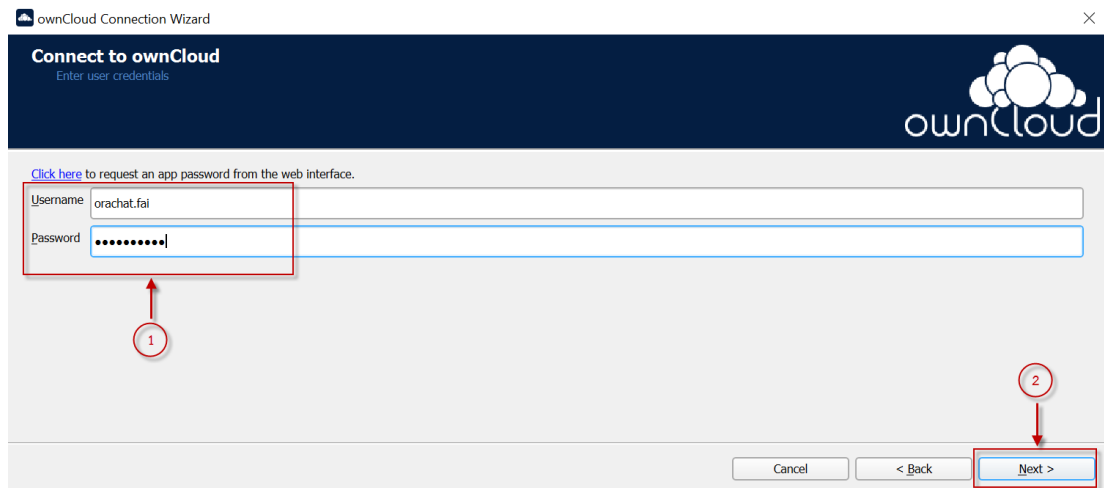 ownCloud Connection Wizard
Connect to ownCloud
Enter user credentials
ownCloud
Click here to request an app password from the web interface.
Username orachat.fai
Password ●●●●●●●●●●
1
2
Cancel < Back Next >